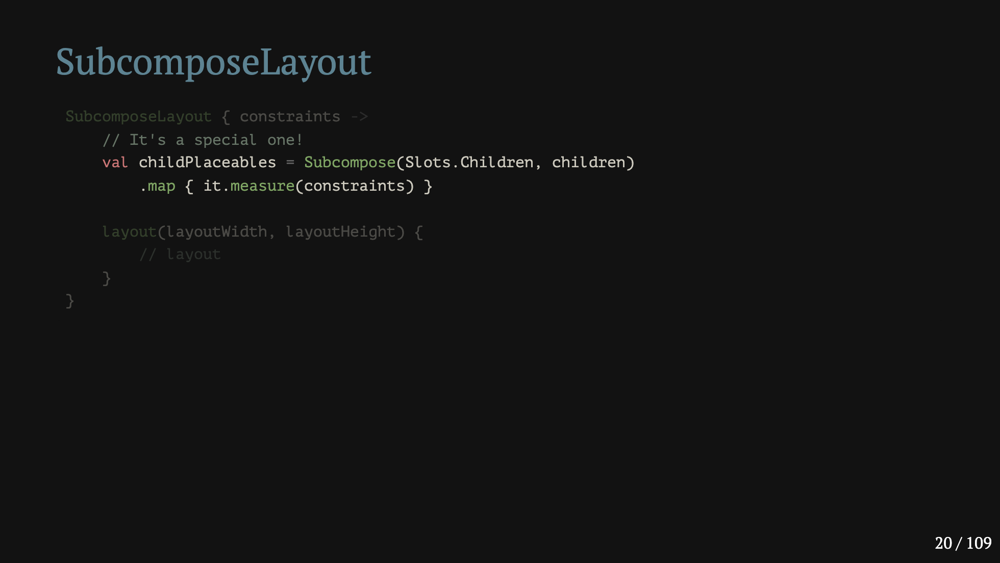 SubcomposeLayout
SubcomposeLayout { constraints ->
    // It's a special one!
    val childPlaceables = Subcompose(Slots.Children, children)
        .map { it.measure(constraints) }
    layout(layoutWidth, layoutHeight) {
        // layout
    }
}
20 / 109